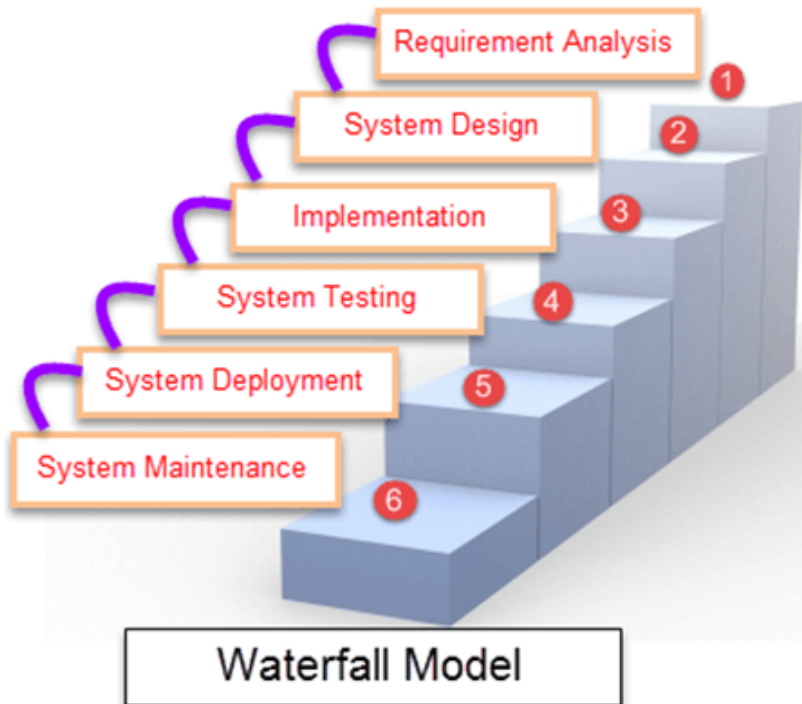 Requirement Analysis
1
System Design
2
Implementation
3
System Testing
4
System Deployment
5
System Maintenance
6
Waterfall Model